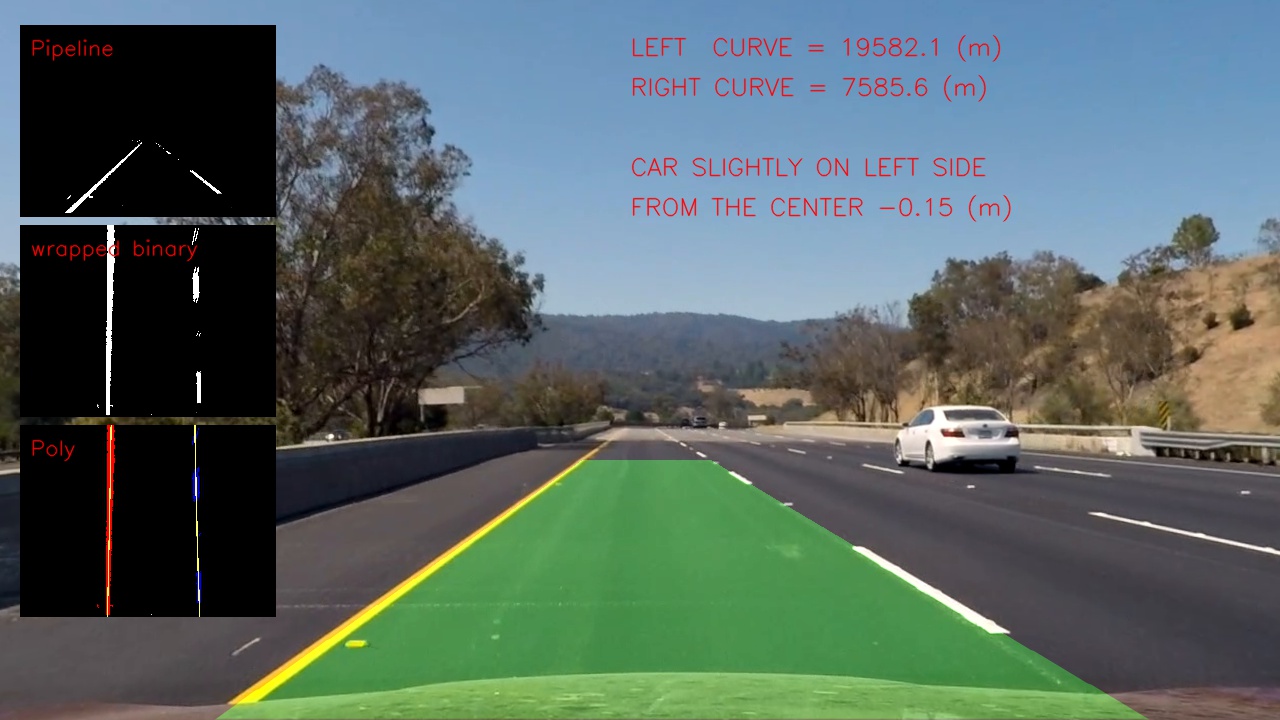 Pipeline
wrapped binary
Poly
LEFT CURVE = 19582.1 (m)
RIGHT CURVE = 7585.6 (m)
CAR SLIGHTLY ON LEFT SIDE
FROM THE CENTER -0.15 (m)